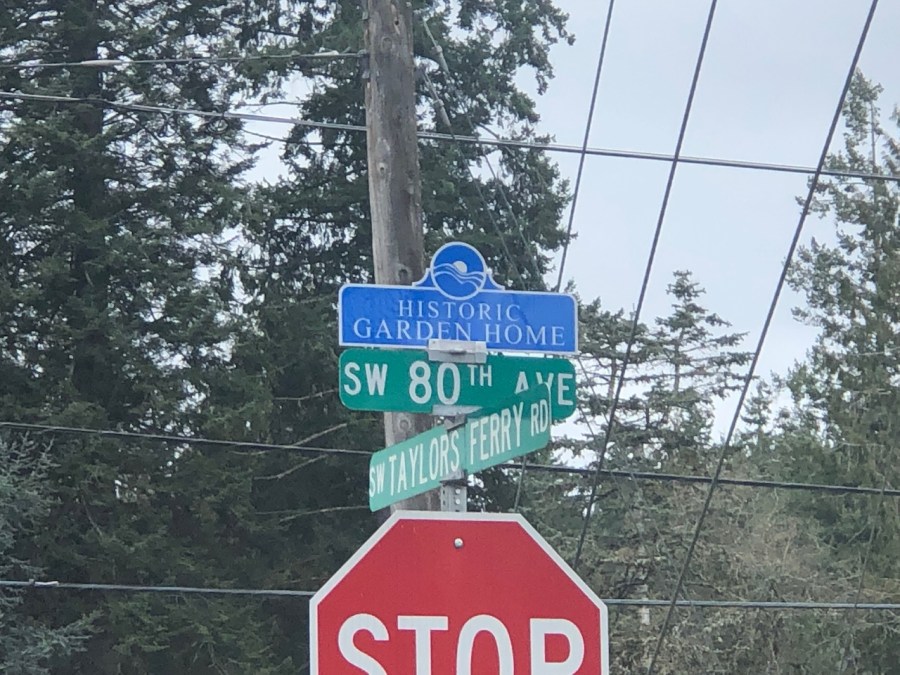 HISTORIC
GARDEN HOME
SW 80TH AVE
SW TAYLORS FERRY RD
STOP